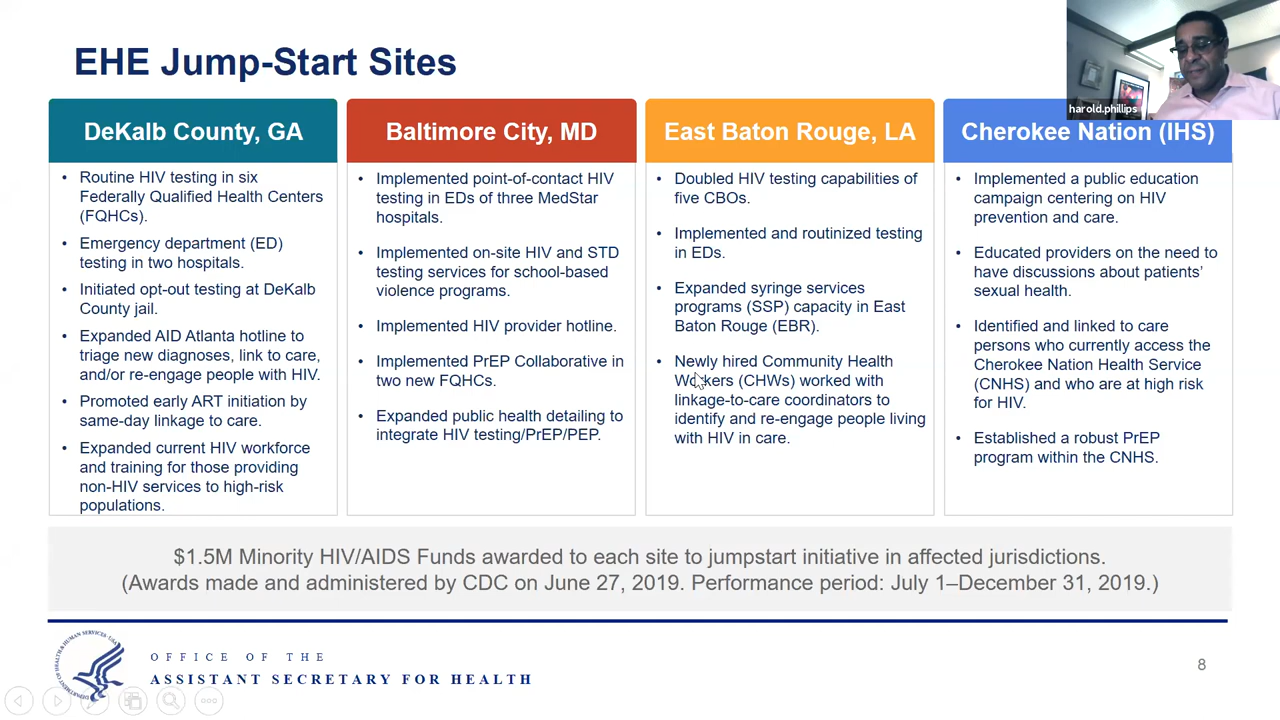 EHE Jump-Start Sites
harold.phillips
DeKalb County, GA
Routine HIV testing in six
Federally Qualified Health Centers
(FQHCs).
Emergency department (ED)
testing in two hospitals.
Initiated opt-out testing at DeKalb
County jail.
Expanded AID Atlanta hotline to
triage new diagnoses, link to care,
and/or re-engage people with HIV.
Promoted early ART initiation by
same-day linkage to care.
Expanded current HIV workforce
and training for those providing
non-HIV services to high-risk
populations.
Baltimore City, MD
Implemented point-of-contact HIV
testing in EDs of three MedStar
hospitals.
Implemented on-site HIV and STD
testing services for school-based
violence programs.
Implemented HIV provider hotline.
Implemented PrEP Collaborative in
two new FQHCs.
Expanded public health detailing to
integrate HIV testing/PrEP/PEP.
East Baton Rouge, LA
Doubled HIV testing capabilities of
five CBOs.
Implemented and routinized testing
in EDs.
Expanded syringe services
programs (SSP) capacity in East
Baton Rouge (EBR).
Newly hired Community Health
Workers (CHWs) worked with
linkage-to-care coordinators to
identify and re-engage people living
with HIV in care.
Cherokee Nation (IHS)
Implemented a public education
campaign centering on HIV
prevention and care.
Educated providers on the need to
have discussions about patients’
sexual health.
Identified and linked to care
persons who currently access the
Cherokee Nation Health Service
(CNHS) and who are at high risk
for HIV.
Established a robust PrEP
program within the CNHS.
$1.5M Minority HIV/AIDS Funds awarded to each site to jumpstart initiative in affected jurisdictions.
(Awards made and administered by CDC on June 27, 2019. Performance period: July 1–December 31, 2019.)
DEPARTMENT OF HEALTH & HUMAN SERVICES · USA
OFFICE OF THE
ASSISTANT SECRETARY FOR HEALTH
8